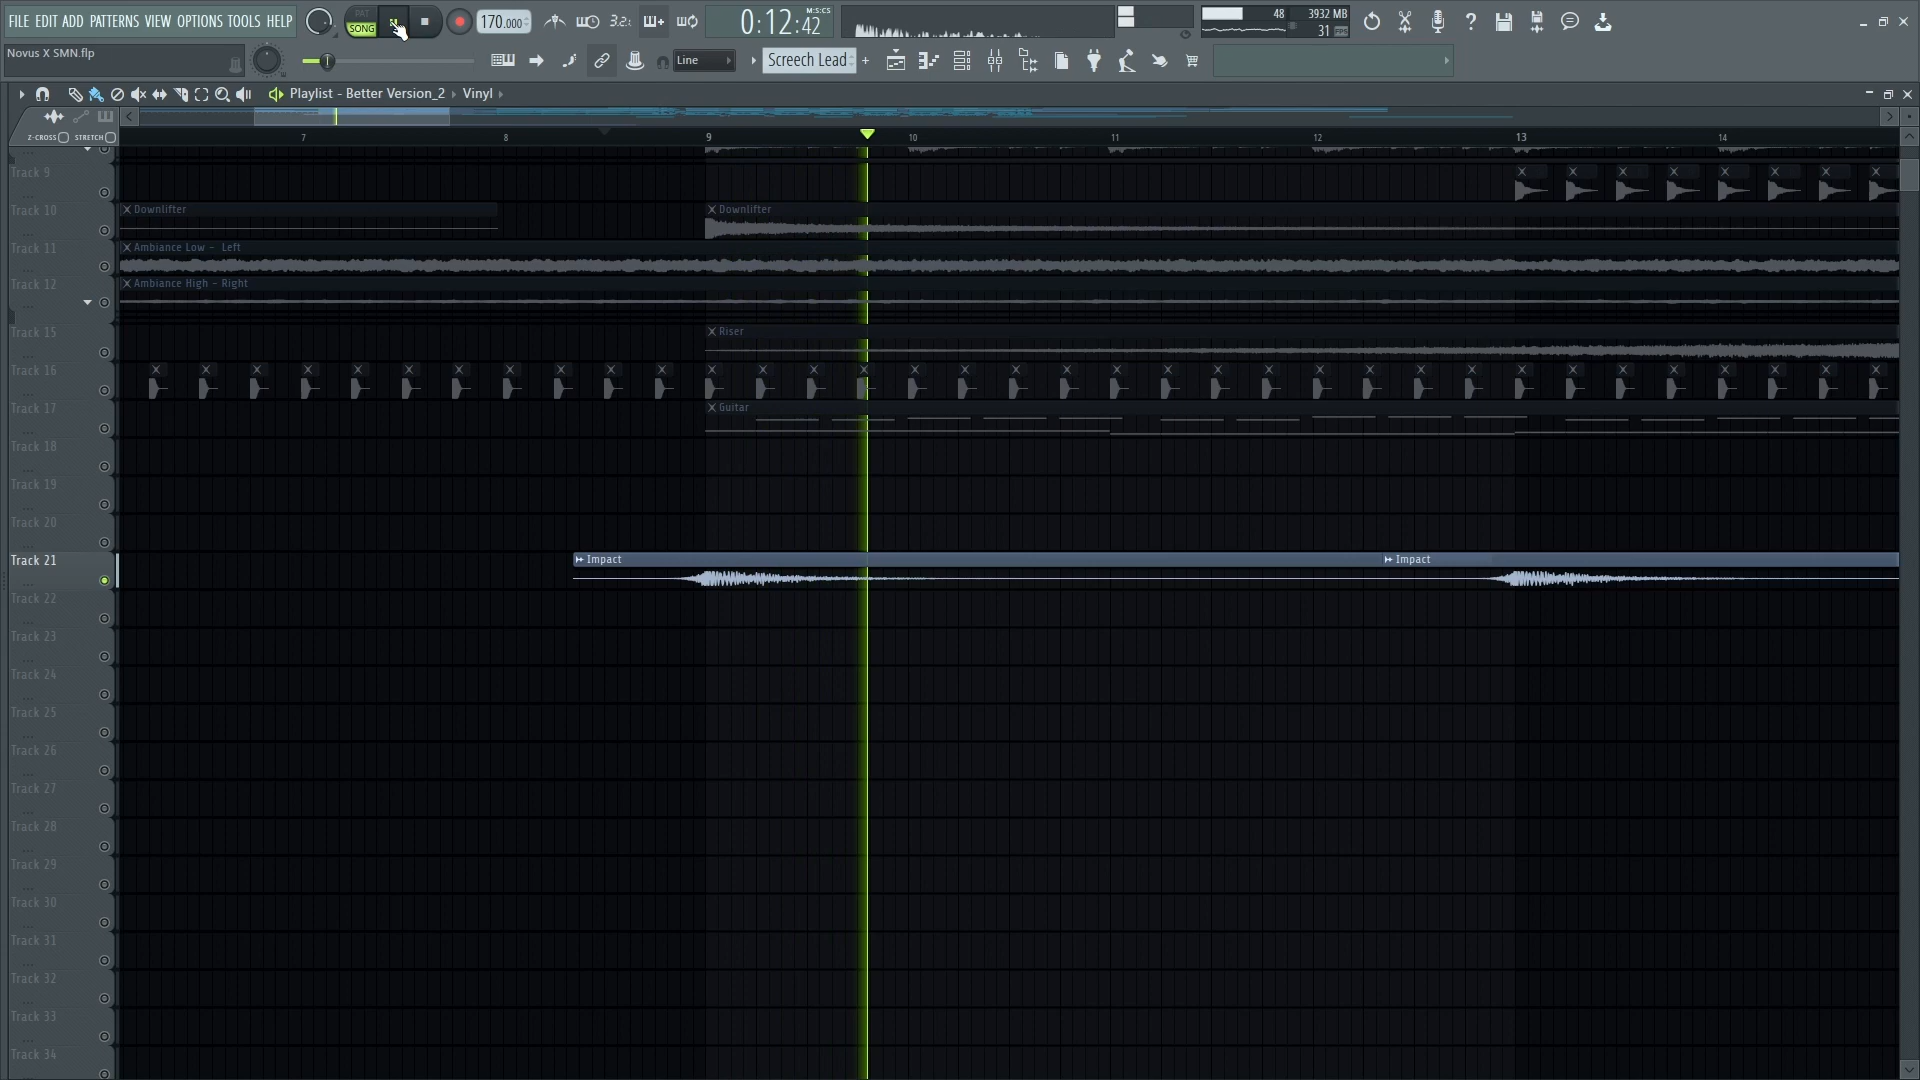 FILE EDIT ADD PATTERNS VIEW OPTIONS TOOLS HELP
PAT
SONG
170.000
3.2.
0:12:42
M:S:CS
48
3932 MB
31
Novus X SMN.flp
Line
Screech Lead
Playlist - Better Version_2 › Vinyl ›
Z-CROSS
STRETCH
7
8
9
10
11
12
13
14
Track 9
Track 10
Downlifter
Downlifter
Track 11
Ambiance Low - Left
Track 12
Ambiance High - Right
Track 15
Riser
Track 16
Track 17
Guitar
Track 18
Track 19
Track 20
Track 21
Impact
Impact
Track 22
Track 23
Track 24
Track 25
Track 26
Track 27
Track 28
Track 29
Track 30
Track 31
Track 32
Track 33
Track 34